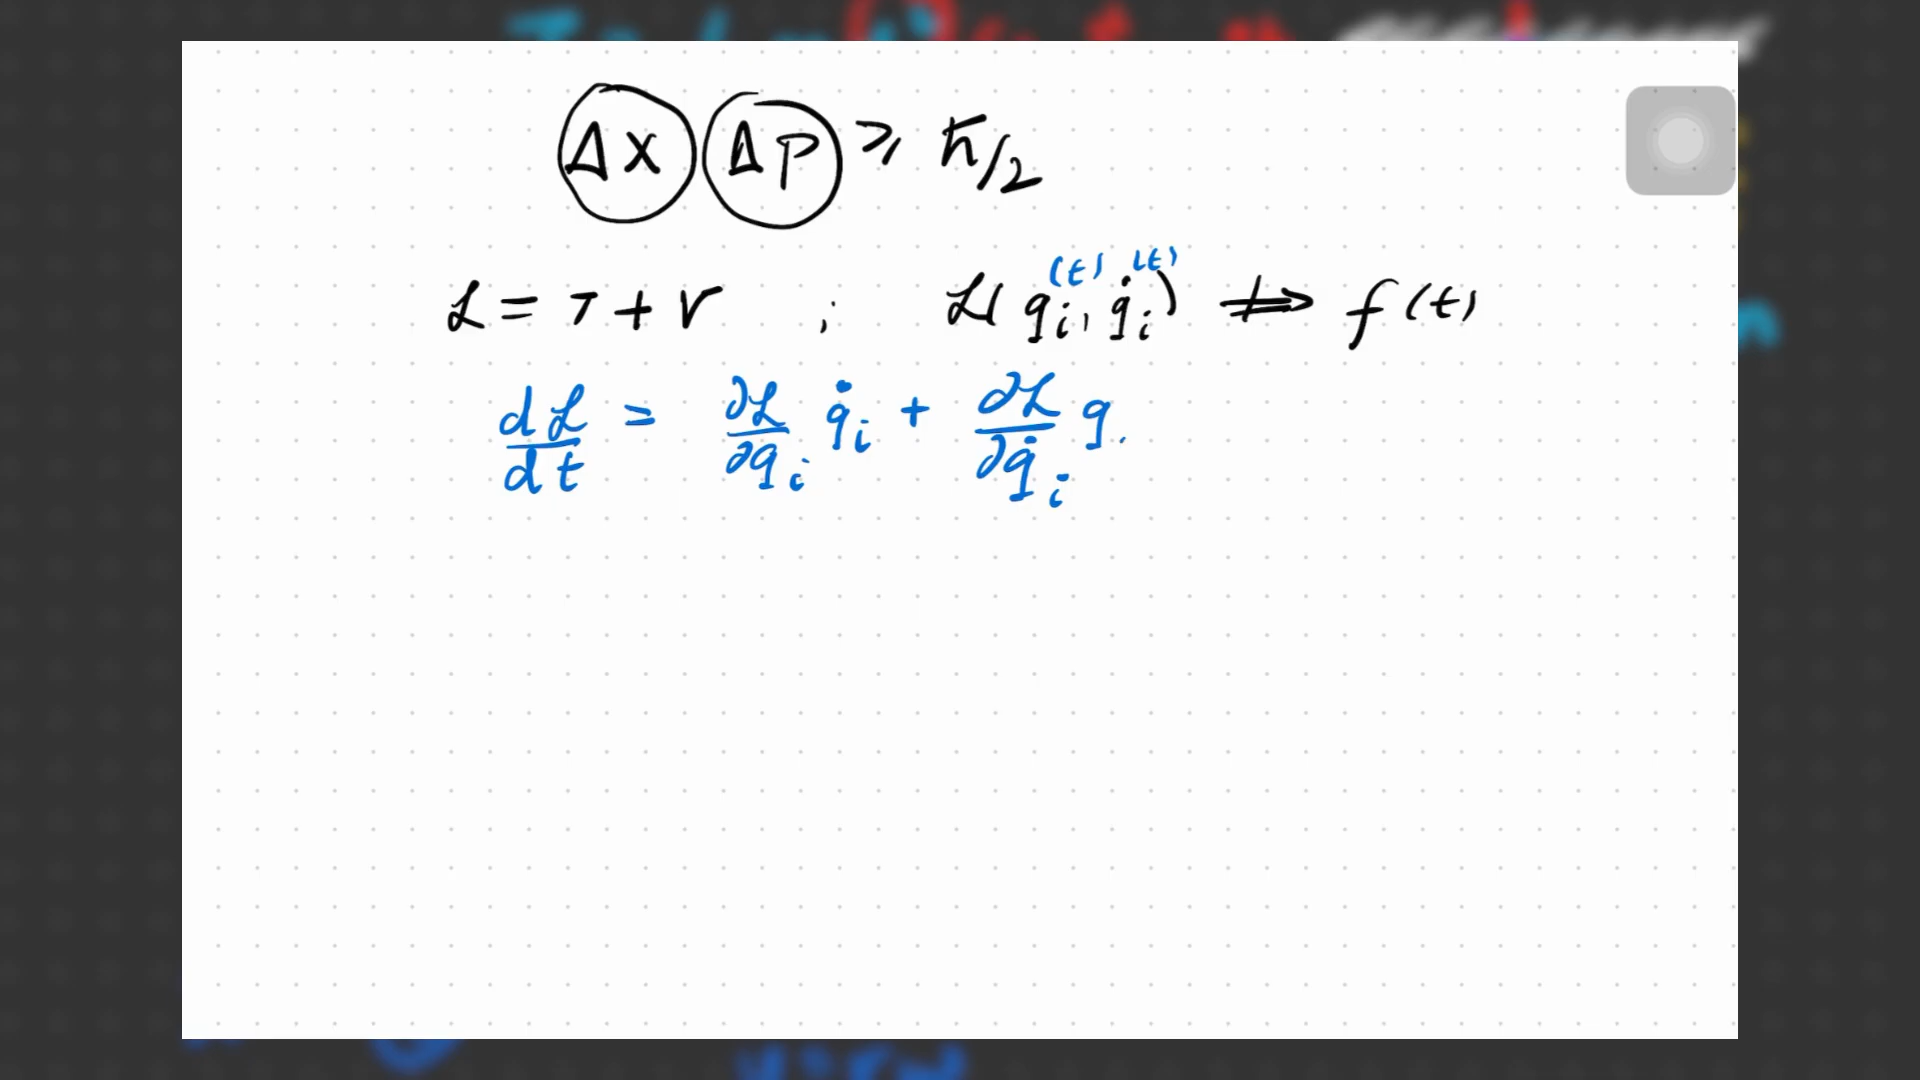 Δx Δp ≥ ħ/2
ℒ = T + V ; ℒ(qᵢ(t), q̇ᵢ(t)) ⇏ f(t)
dℒ/dt = ∂ℒ/∂qᵢ q̇ᵢ + ∂ℒ/∂q̇ᵢ q.